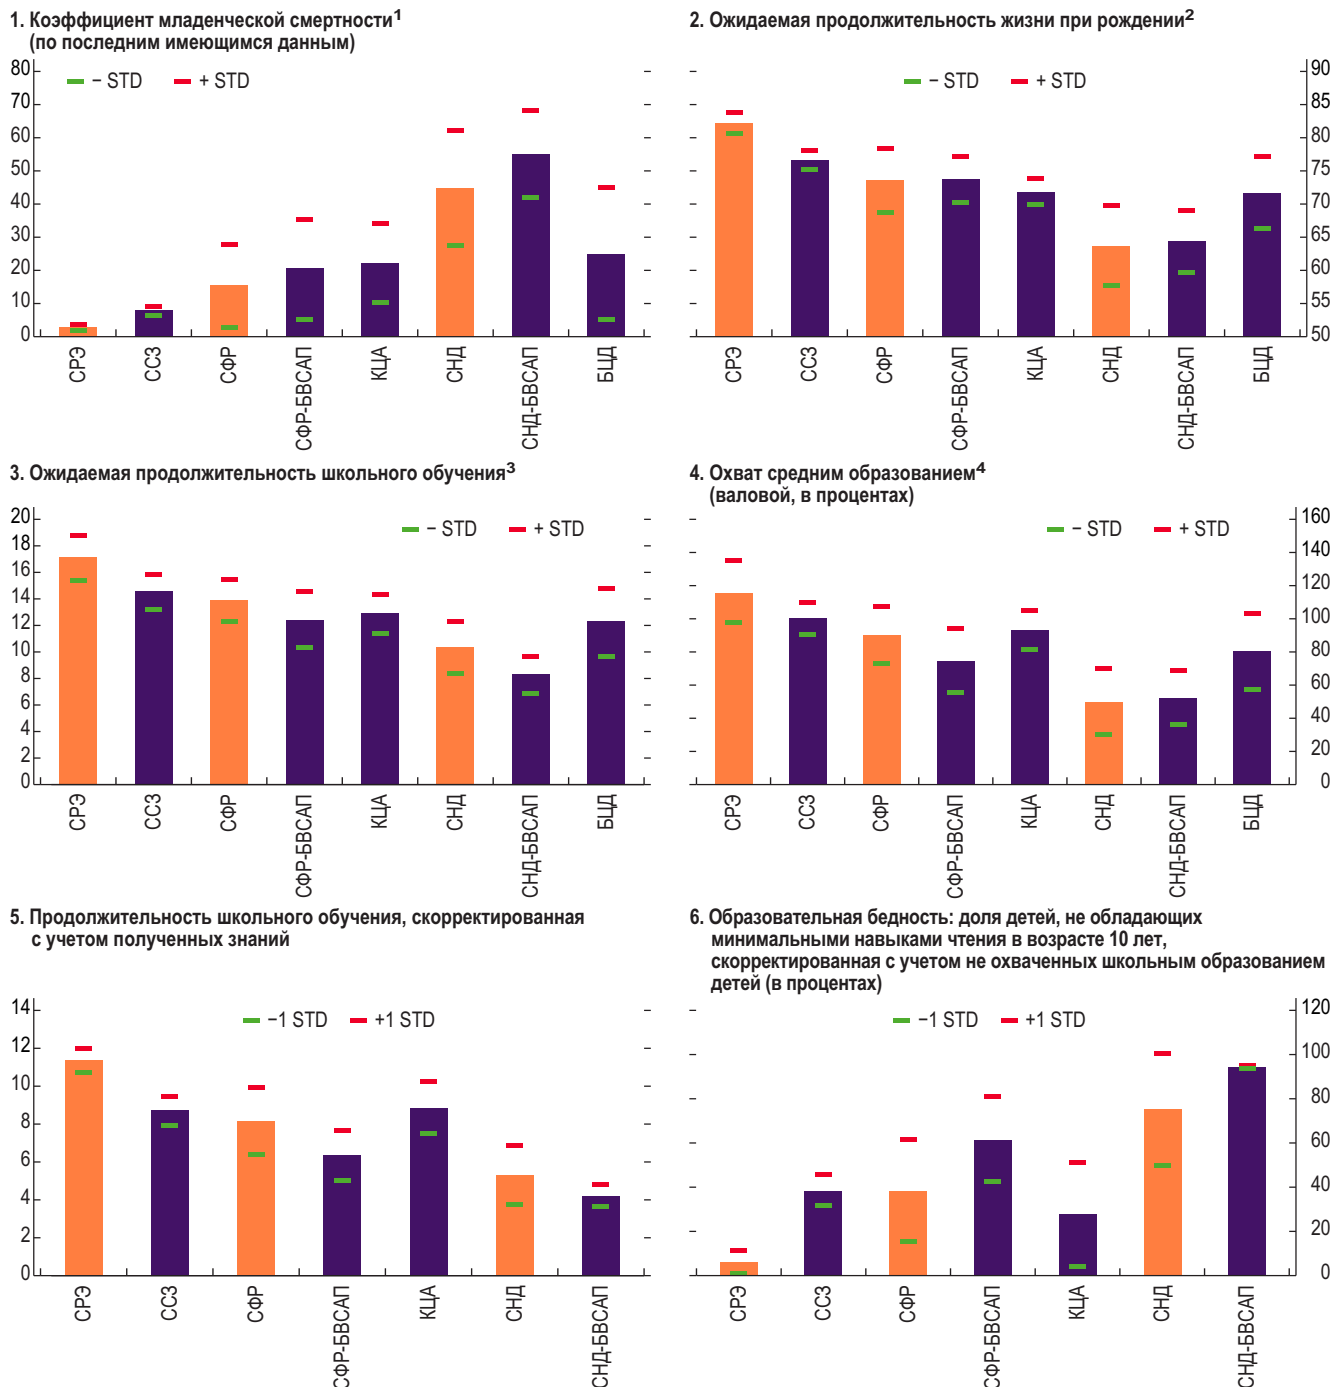 1. Коэффициент младенческой смертности¹
(по последним имеющимся данным)
80
70
60
50
40
30
20
10
0
− STD
+ STD
СРЭ
ССЗ
СФР
СФР-БВСАП
КЦА
СНД
СНД-БВСАП
БЦД
2. Ожидаемая продолжительность жизни при рождении²
− STD
+ STD
90
85
80
75
70
65
60
55
50
СРЭ
ССЗ
СФР
СФР-БВСАП
КЦА
СНД
СНД-БВСАП
БЦД
3. Ожидаемая продолжительность школьного обучения³
20
18
16
14
12
10
8
6
4
2
0
− STD
+ STD
СРЭ
ССЗ
СФР
СФР-БВСАП
КЦА
СНД
СНД-БВСАП
БЦД
4. Охват средним образованием⁴
(валовой, в процентах)
− STD
+ STD
160
140
120
100
80
60
40
20
0
СРЭ
ССЗ
СФР
СФР-БВСАП
КЦА
СНД
СНД-БВСАП
БЦД
5. Продолжительность школьного обучения, скорректированная
с учетом полученных знаний
14
12
10
8
6
4
2
0
−1 STD
+1 STD
СРЭ
ССЗ
СФР
СФР-БВСАП
КЦА
СНД
СНД-БВСАП
6. Образовательная бедность: доля детей, не обладающих
минимальными навыками чтения в возрасте 10 лет,
скорректированная с учетом не охваченных школьным образованием
детей (в процентах)
−1 STD
+1 STD
120
100
80
60
40
20
0
СРЭ
ССЗ
СФР
СФР-БВСАП
КЦА
СНД
СНД-БВСАП